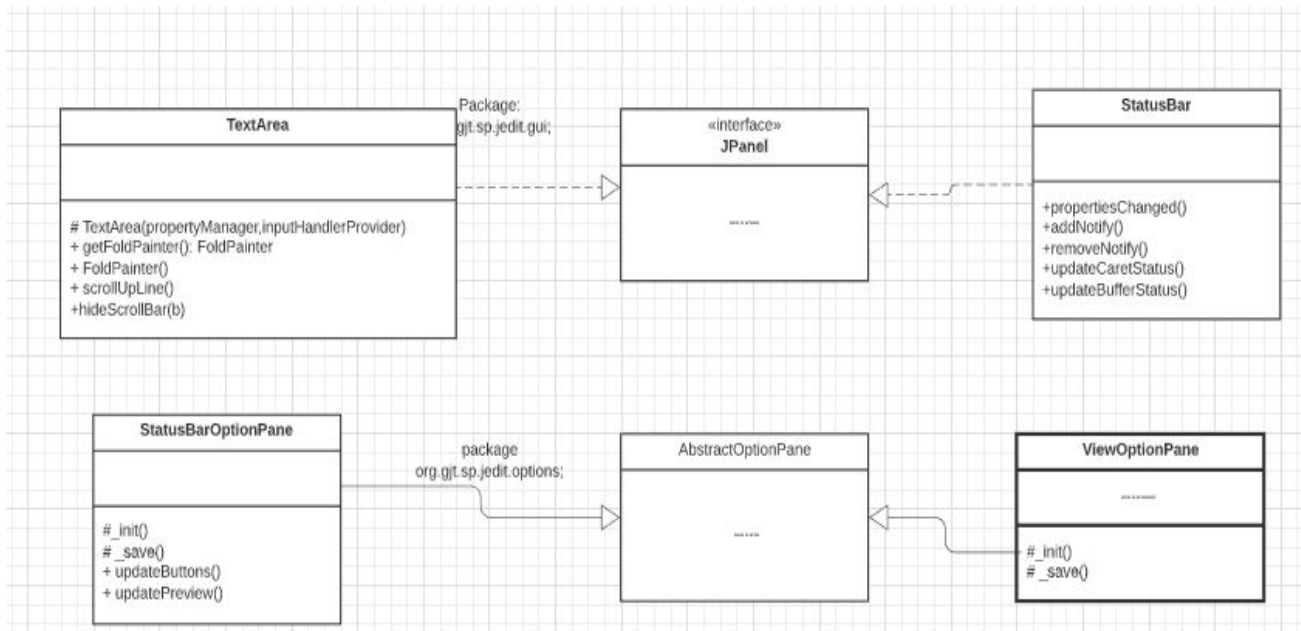 TextArea
# TextArea(propertyManager,inputHandlerProvider)
+ getFoldPainter(): FoldPainter
+ FoldPainter()
+ scrollUpLine()
+hideScrollBar(b)
Package:
gjt.sp.jedit.gui;
«interface»
JPanel
StatusBar
+propertiesChanged()
+addNotify()
+removeNotify()
+updateCaretStatus()
+updateBufferStatus()
StatusBarOptionPane
#_init()
# _save()
+ updateButtons()
+ updatePreview()
package
org.gjt.sp.jedit.options;
AbstractOptionPane
ViewOptionPane
#_init()
# _save()